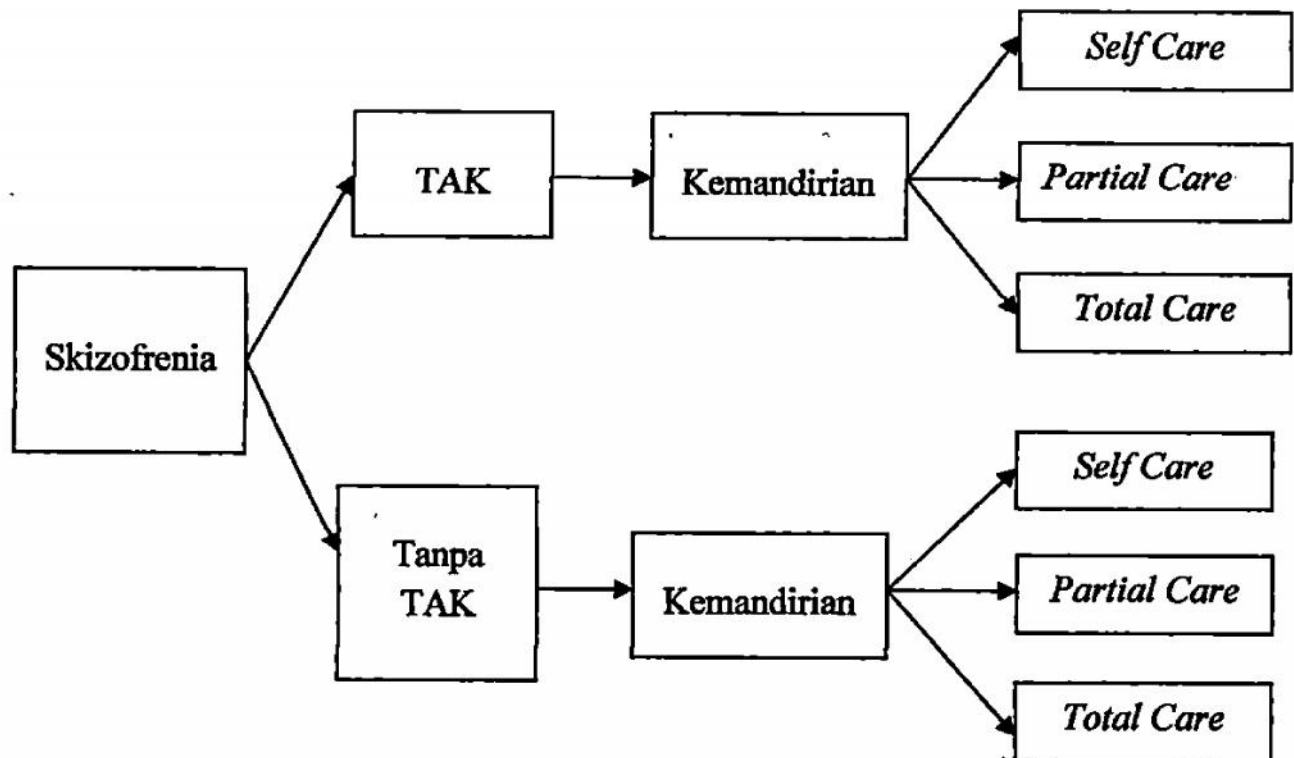 Self Care
TAK
Kemandirian
Partial Care
Total Care
Skizofrenia
Self Care
Tanpa
TAK
Kemandirian
Partial Care
Total Care